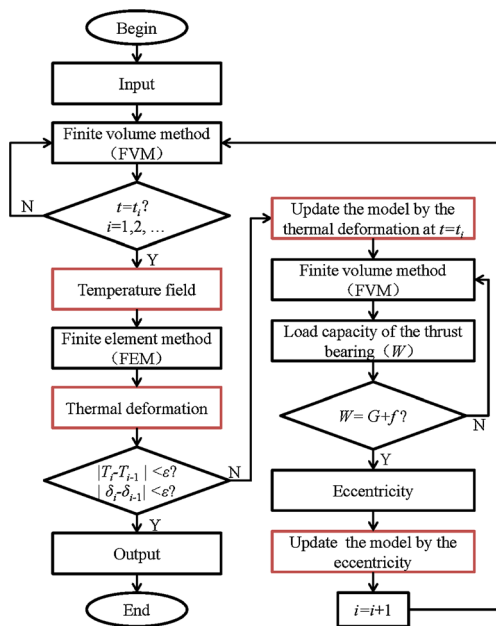 Begin
Input
Finite volume method
（FVM）
N
t=tᵢ?
i=1,2, …
Y
Temperature field
Finite element method
（FEM）
Thermal deformation
|Tᵢ-Tᵢ₋₁| <ε?
|δᵢ-δᵢ₋₁| <ε?
N
Y
Output
End
Update the model by the
thermal deformation at t=tᵢ
Finite volume method
（FVM）
Load capacity of the thrust
bearing（W）
W= G+f?
N
Y
Eccentricity
Update the model by the
eccentricity
i=i+1